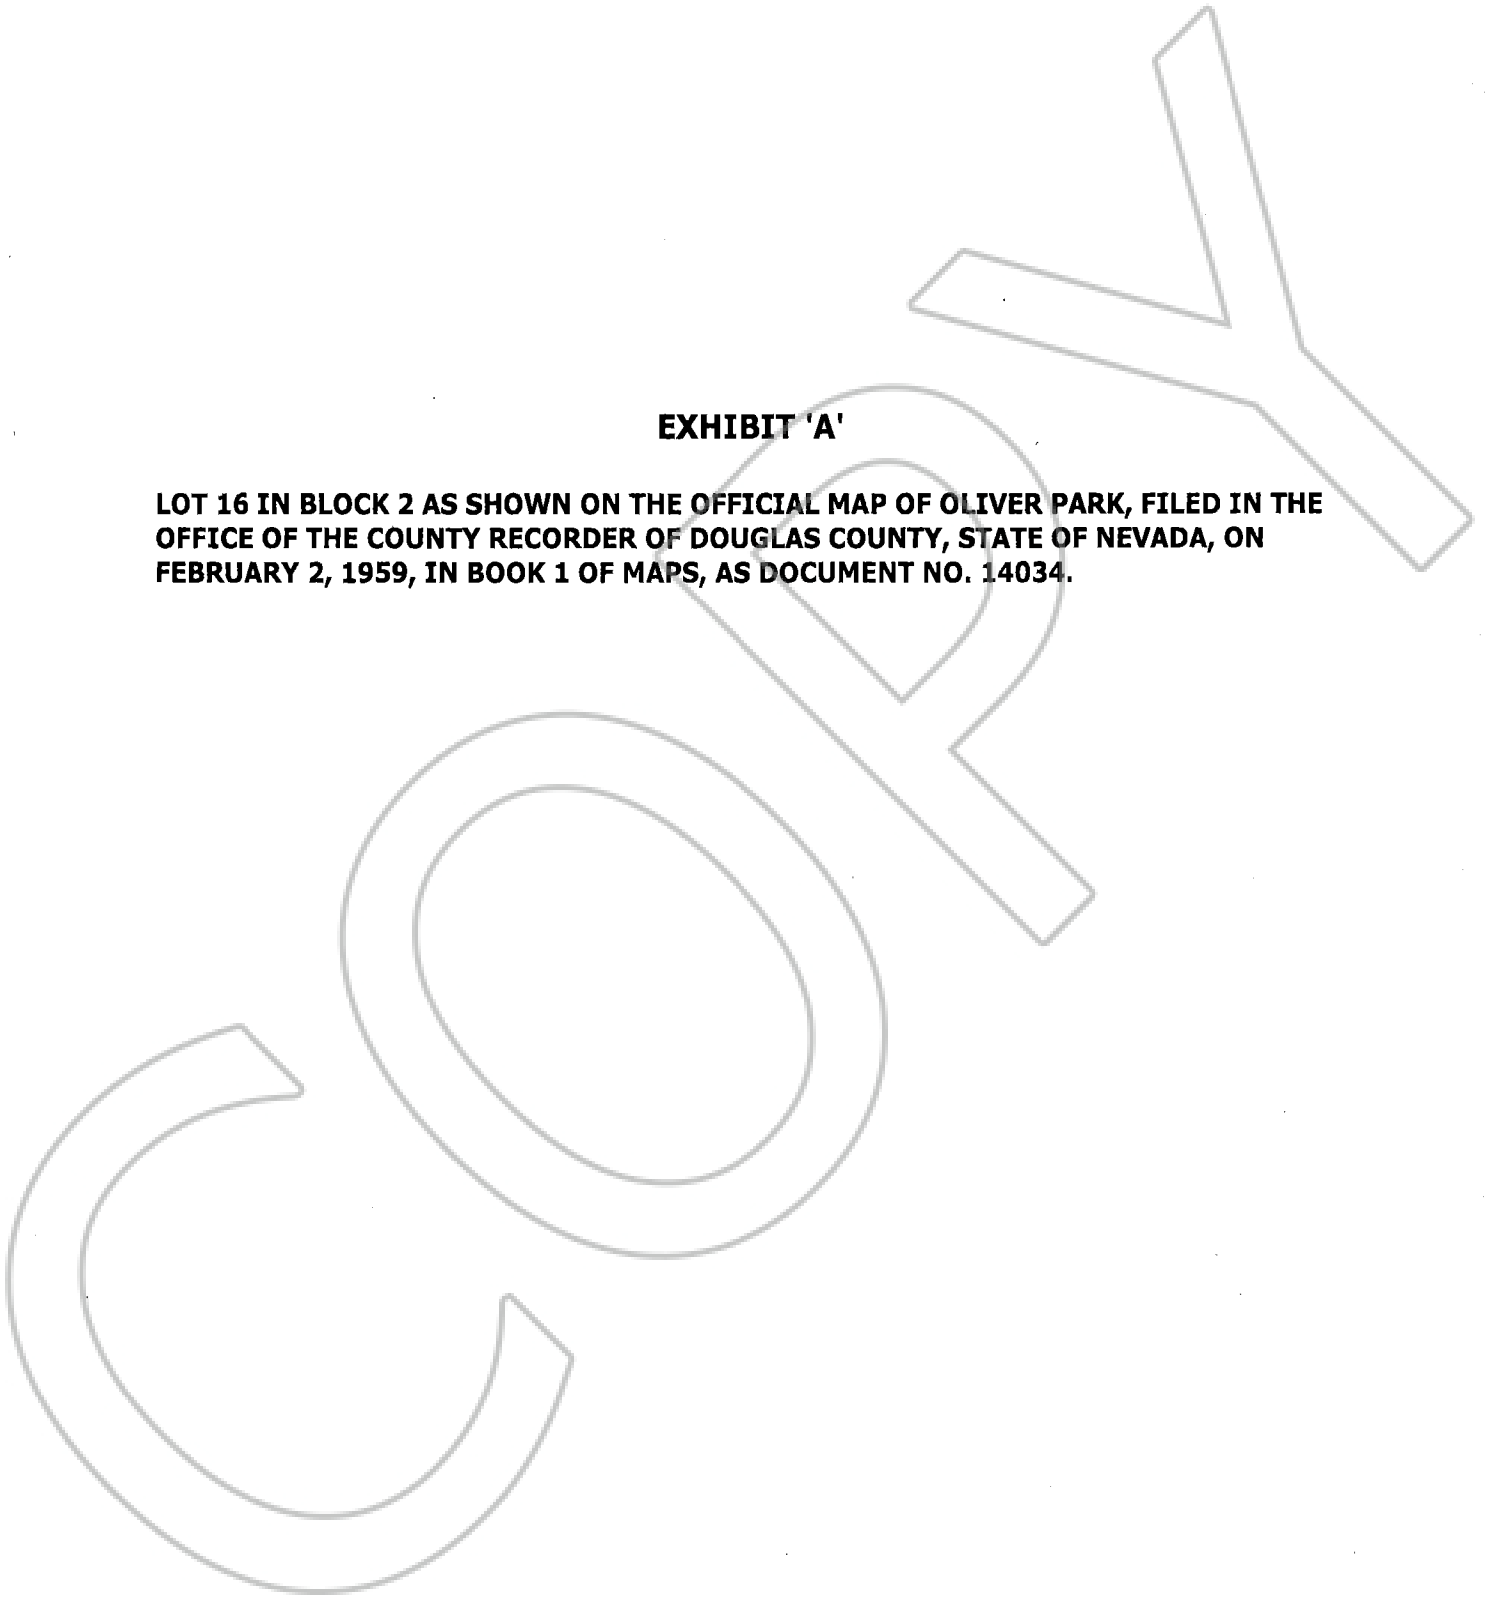 EXHIBIT 'A'
LOT 16 IN BLOCK 2 AS SHOWN ON THE OFFICIAL MAP OF OLIVER PARK, FILED IN THE
OFFICE OF THE COUNTY RECORDER OF DOUGLAS COUNTY, STATE OF NEVADA, ON
FEBRUARY 2, 1959, IN BOOK 1 OF MAPS, AS DOCUMENT NO. 14034.
COPY